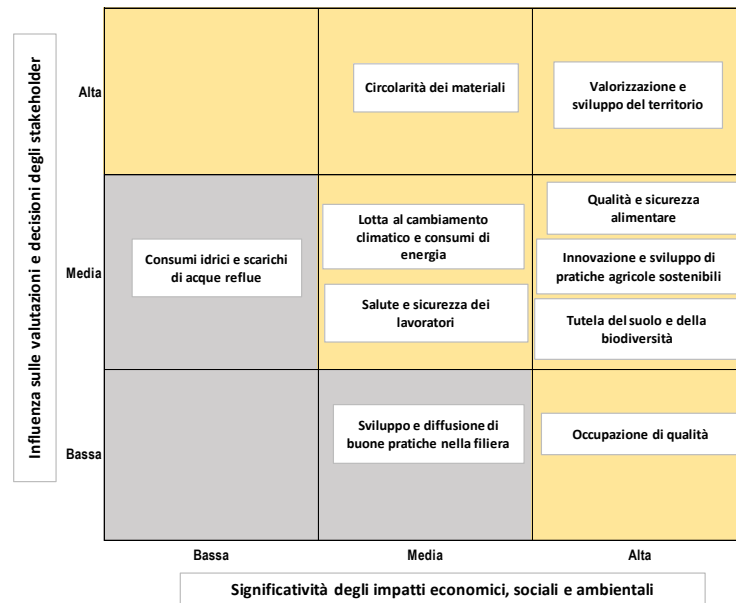 Influenza sulle valutazioni e decisioni degli stakeholder
Alta
Circolarità dei materiali
Valorizzazione e
sviluppo del territorio
Media
Consumi idrici e scarichi
di acque reflue
Lotta al cambiamento
climatico e consumi di
energia
Salute e sicurezza dei
lavoratori
Qualità e sicurezza
alimentare
Innovazione e sviluppo di
pratiche agricole sostenibili
Tutela del suolo e della
biodiversità
Bassa
Sviluppo e diffusione di
buone pratiche nella filiera
Occupazione di qualità
Bassa
Media
Alta
Significatività degli impatti economici, sociali e ambientali